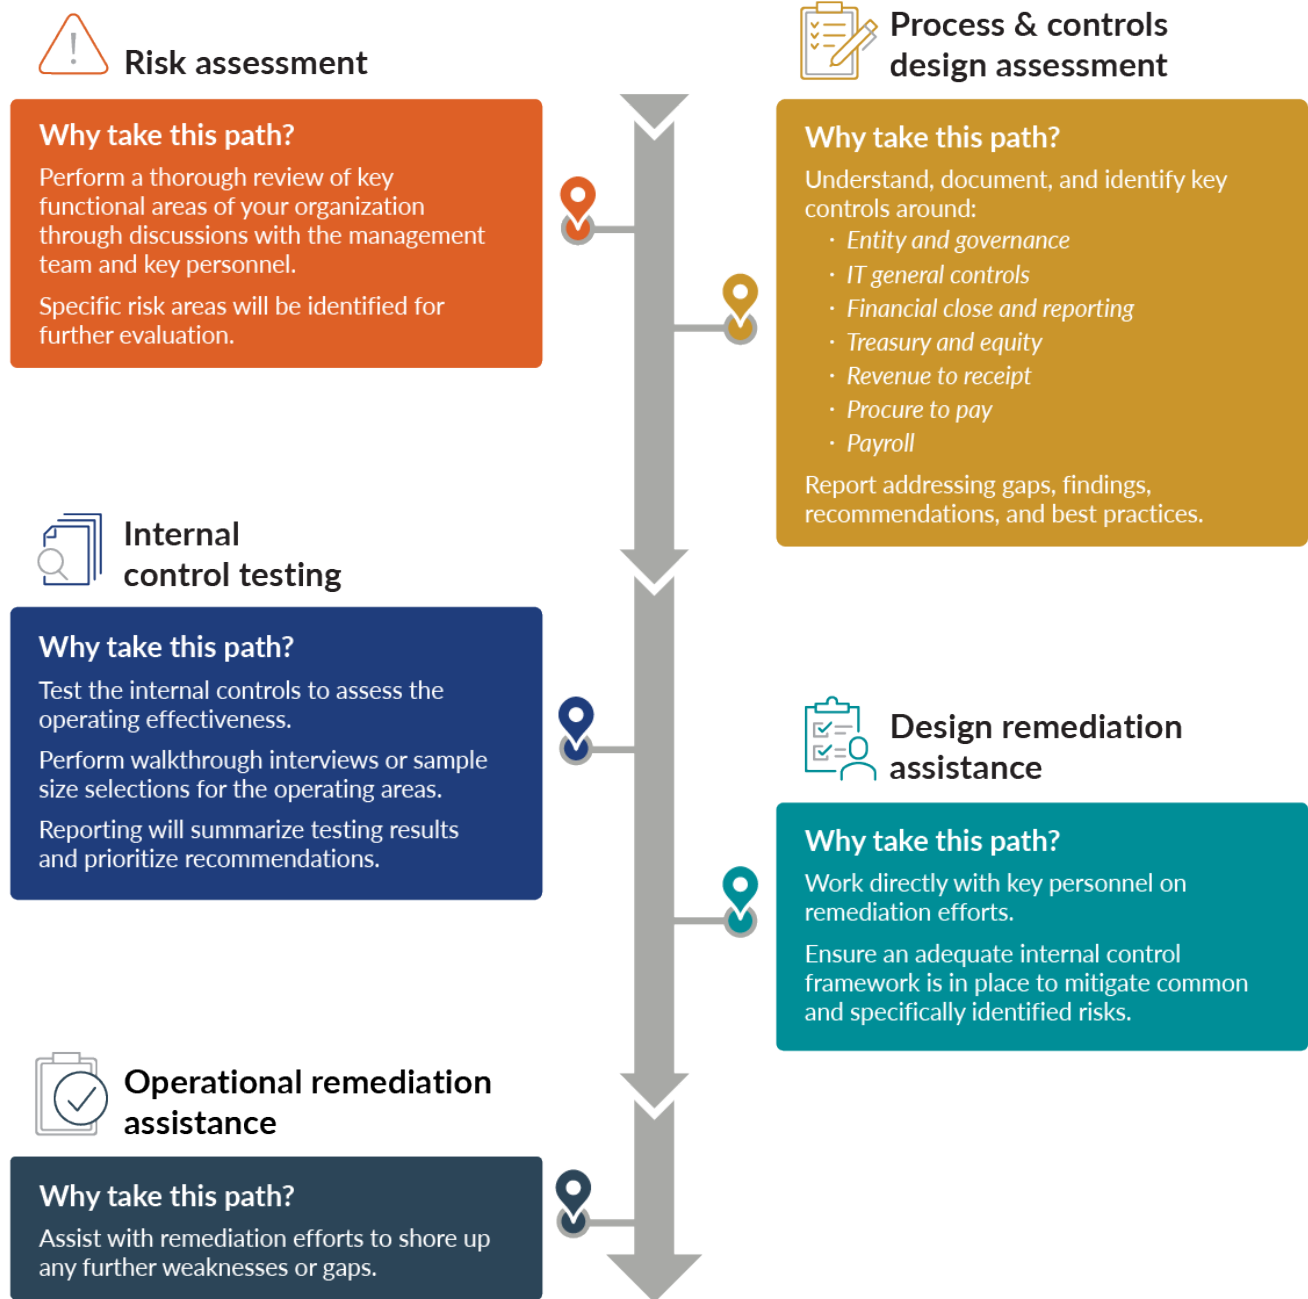 Risk assessment
Why take this path?
Perform a thorough review of key
functional areas of your organization
through discussions with the management
team and key personnel.
Specific risk areas will be identified for
further evaluation.
Process & controls
design assessment
Why take this path?
Understand, document, and identify key
controls around:
· Entity and governance
· IT general controls
· Financial close and reporting
· Treasury and equity
· Revenue to receipt
· Procure to pay
· Payroll
Report addressing gaps, findings,
recommendations, and best practices.
Internal
control testing
Why take this path?
Test the internal controls to assess the
operating effectiveness.
Perform walkthrough interviews or sample
size selections for the operating areas.
Reporting will summarize testing results
and prioritize recommendations.
Design remediation
assistance
Why take this path?
Work directly with key personnel on
remediation efforts.
Ensure an adequate internal control
framework is in place to mitigate common
and specifically identified risks.
Operational remediation
assistance
Why take this path?
Assist with remediation efforts to shore up
any further weaknesses or gaps.